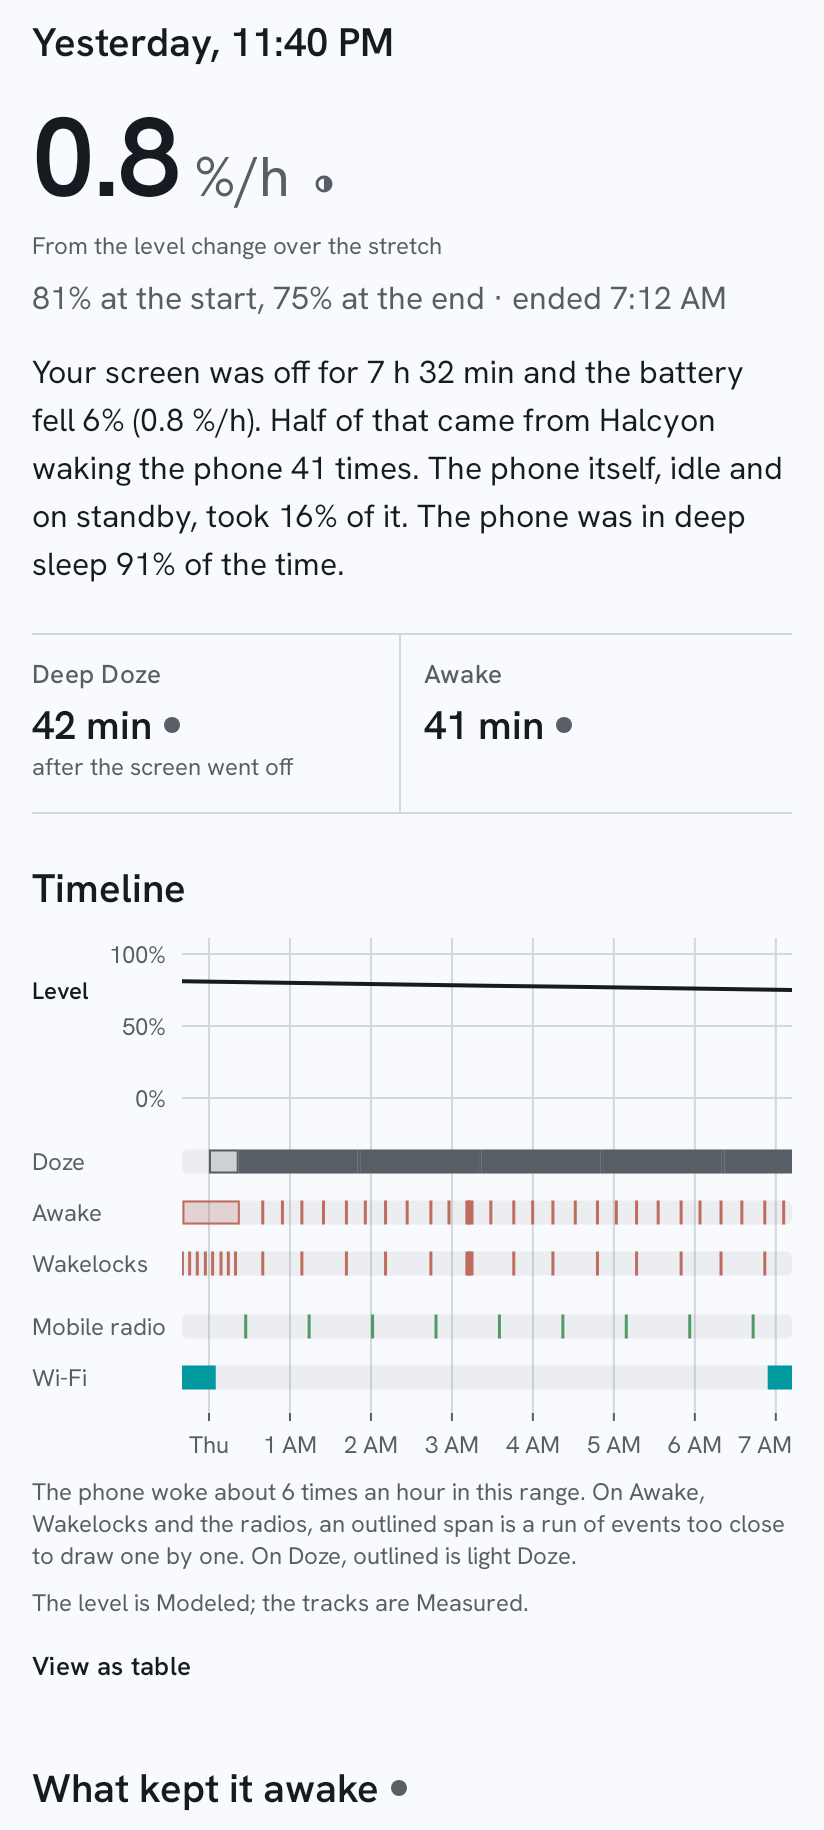 Yesterday, 11:40 PM
0.8 %/h
From the level change over the stretch
81% at the start, 75% at the end · ended 7:12 AM
Your screen was off for 7 h 32 min and the battery
fell 6% (0.8 %/h). Half of that came from Halcyon
waking the phone 41 times. The phone itself, idle and
on standby, took 16% of it. The phone was in deep
sleep 91% of the time.
Deep Doze
42 min
after the screen went off
Awake
41 min
Timeline
100%
Level
50%
0%
Doze
Awake
Wakelocks
Mobile radio
Wi-Fi
Thu 1 AM 2 AM 3 AM 4 AM 5 AM 6 AM 7 AM
The phone woke about 6 times an hour in this range. On Awake,
Wakelocks and the radios, an outlined span is a run of events too close
to draw one by one. On Doze, outlined is light Doze.
The level is Modeled; the tracks are Measured.
View as table
What kept it awake